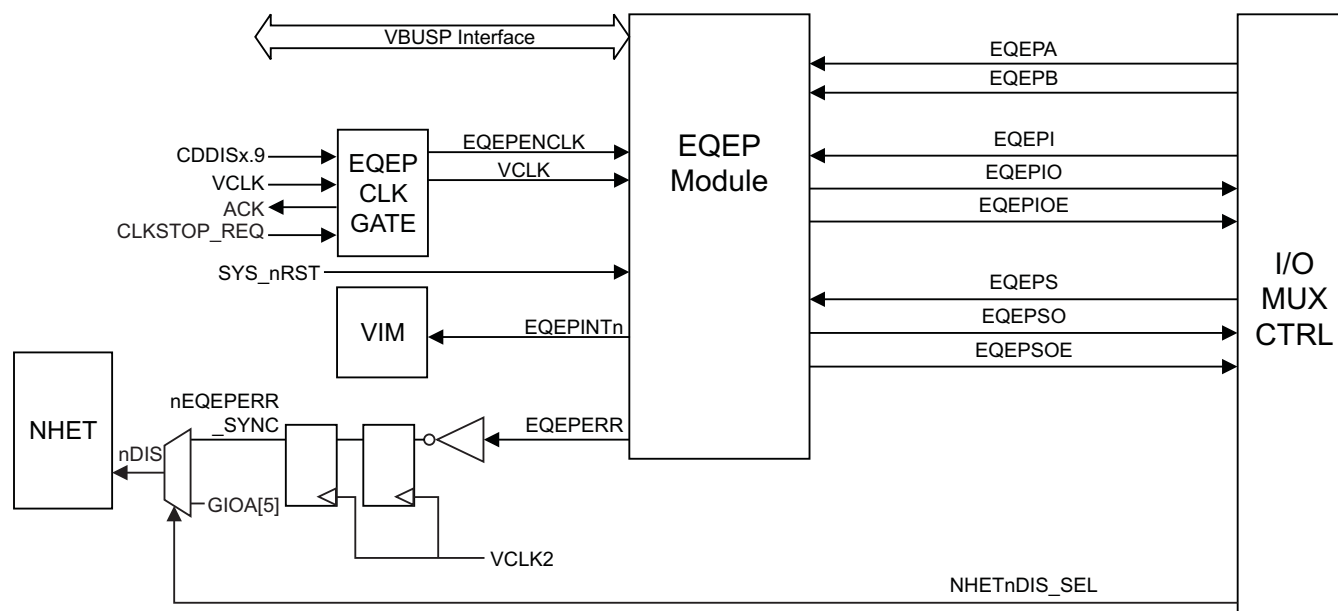 VBUSP Interface
EQEPA
EQEPB
EQEP
Module
EQEPENCLK
VCLK
CDDISx.9
VCLK
ACK
CLKSTOP_REQ
EQEP
CLK
GATE
EQEPI
EQEPIO
EQEPIOE
SYS_nRST
I/O
MUX
CTRL
EQEPS
EQEPSO
EQEPSOE
VIM
EQEPINTn
NHET
nEQEPERR
_SYNC
EQEPERR
nDIS
GIOA[5]
VCLK2
NHETnDIS_SEL